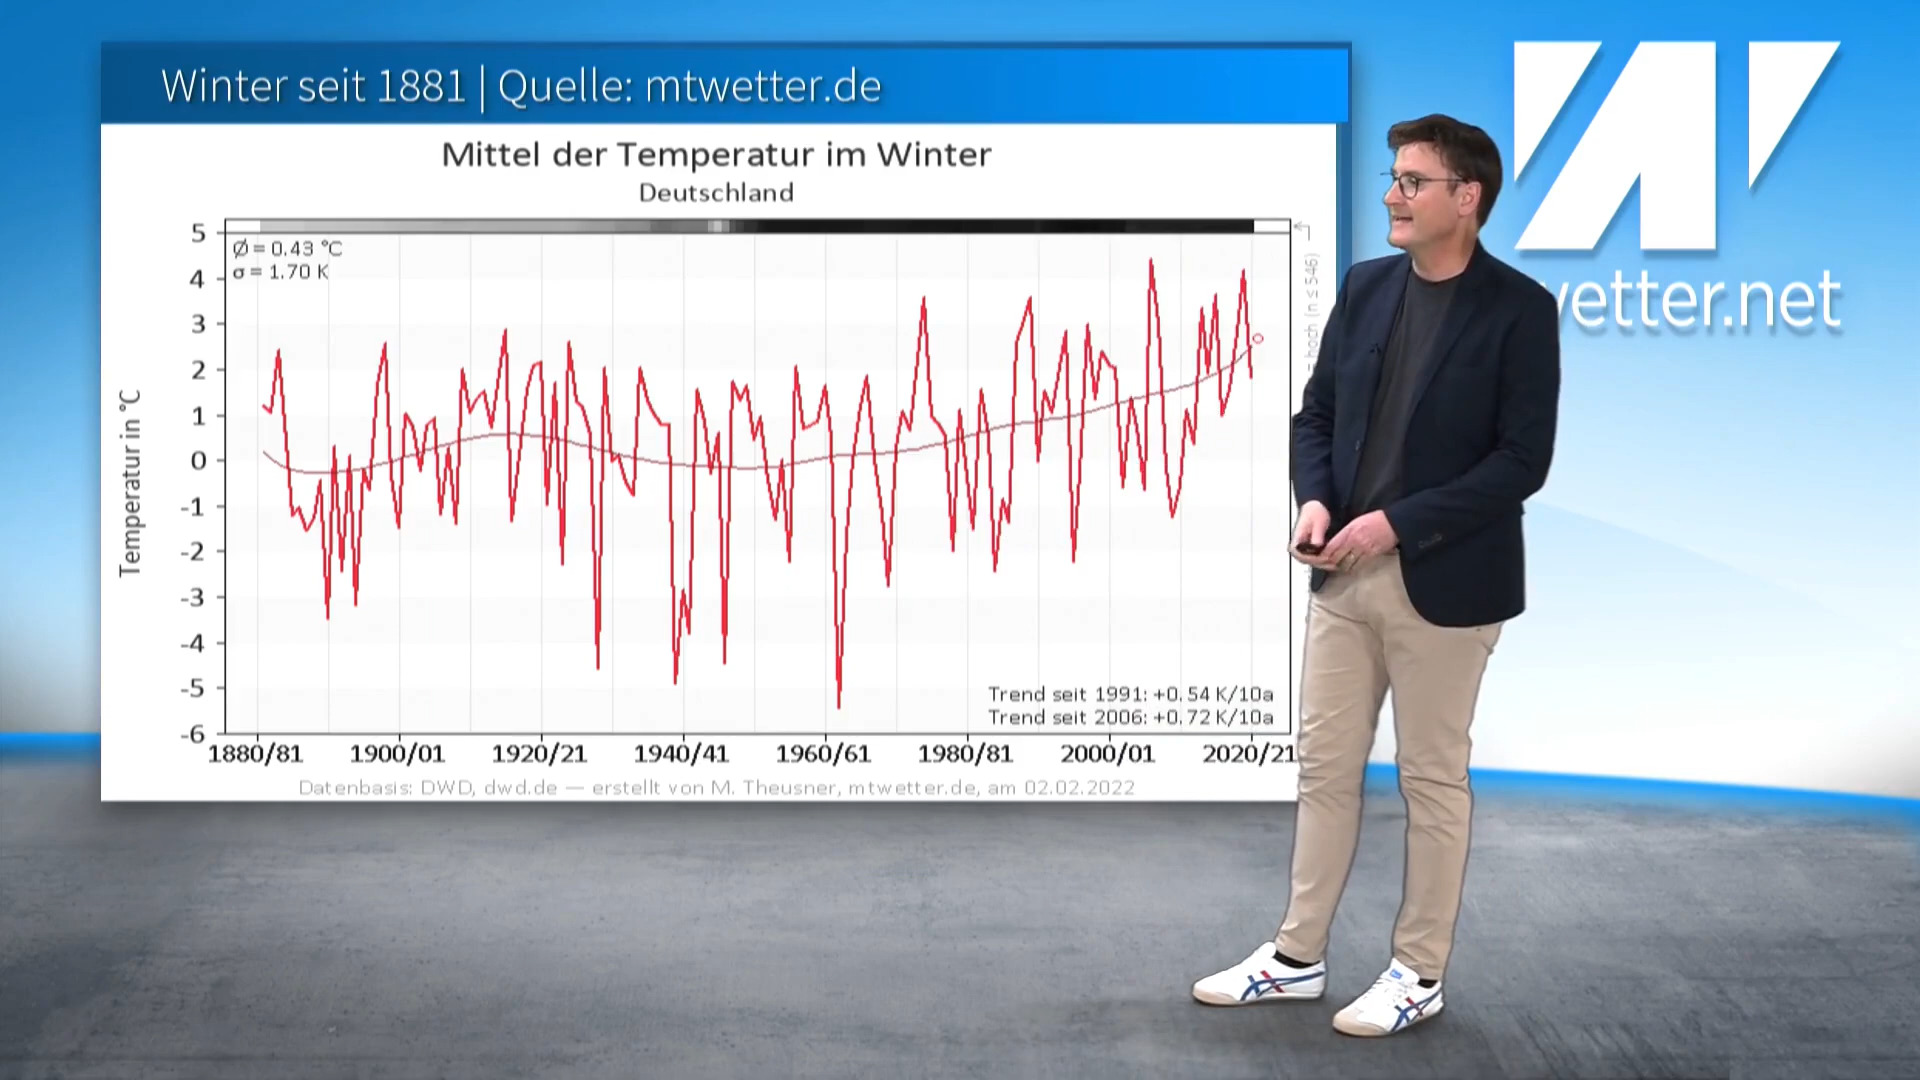 Winter seit 1881 | Quelle: mtwetter.de
Mittel der Temperatur im Winter
Deutschland
Ø = 0.43 °C
σ = 1.70 K
5
4
3
2
1
0
-1
-2
-3
-4
-5
-6
Temperatur in °C
hoch (n ≤ 546)
Trend seit 1991: +0.54 K/10a
Trend seit 2006: +0.72 K/10a
1880/81 1900/01 1920/21 1940/41 1960/61 1980/81 2000/01 2020/21
Datenbasis: DWD, dwd.de — erstellt von M. Theusner, mtwetter.de, am 02.02.2022
wetter.net